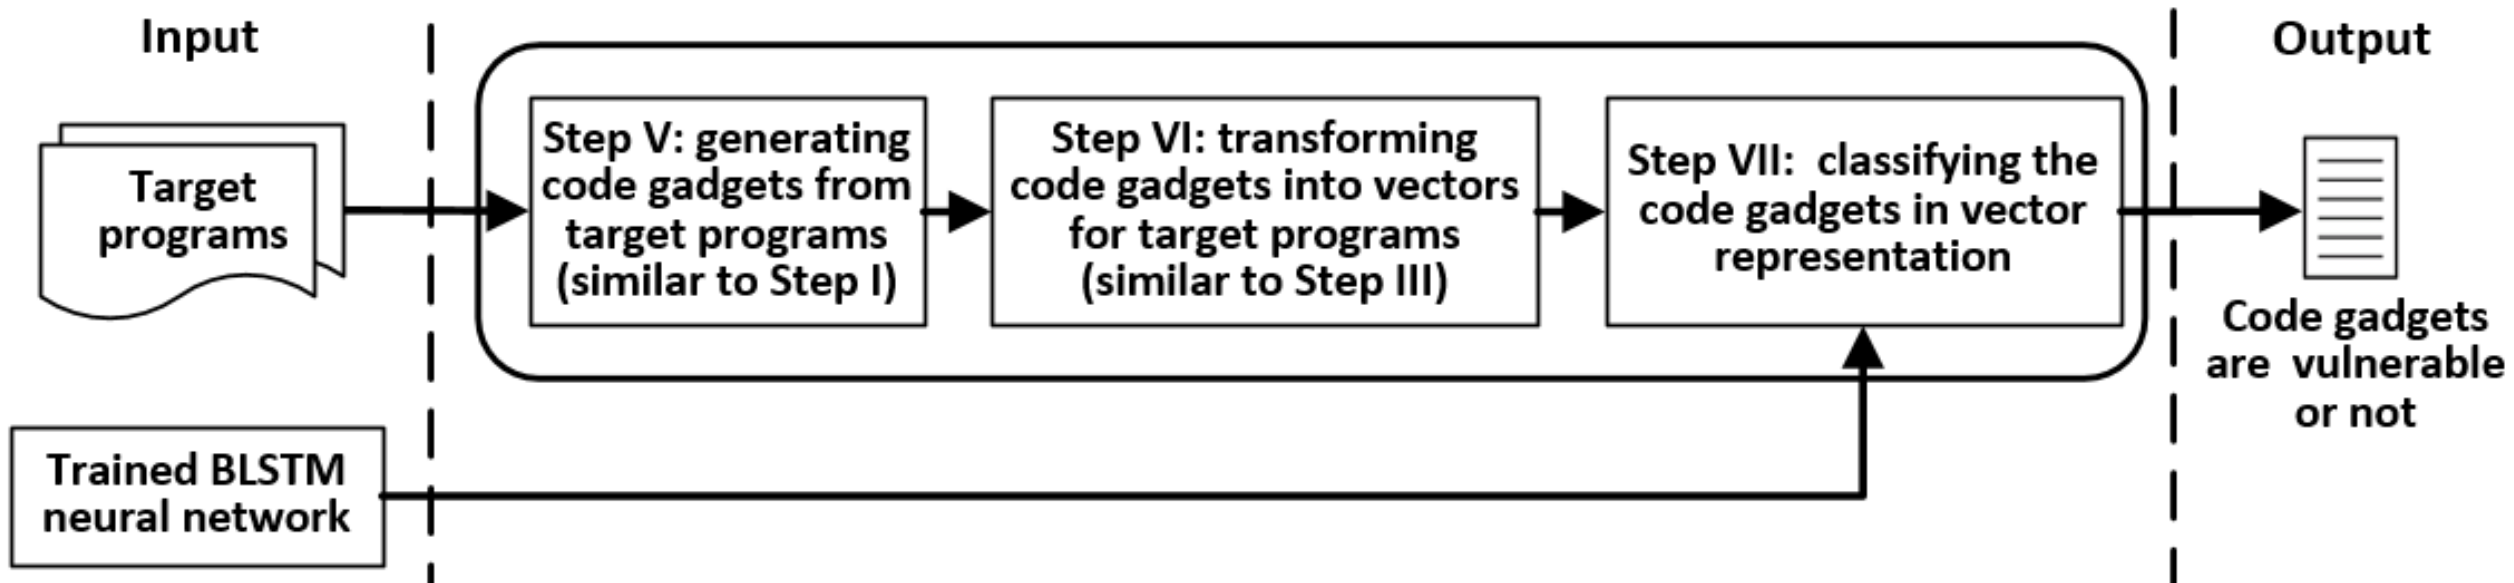 Input
Target
programs
Trained BLSTM
neural network
Step V: generating
code gadgets from
target programs
(similar to Step I)
Step VI: transforming
code gadgets into vectors
for target programs
(similar to Step III)
Step VII:  classifying the
code gadgets in vector
representation
Output
Code gadgets
are  vulnerable
or not